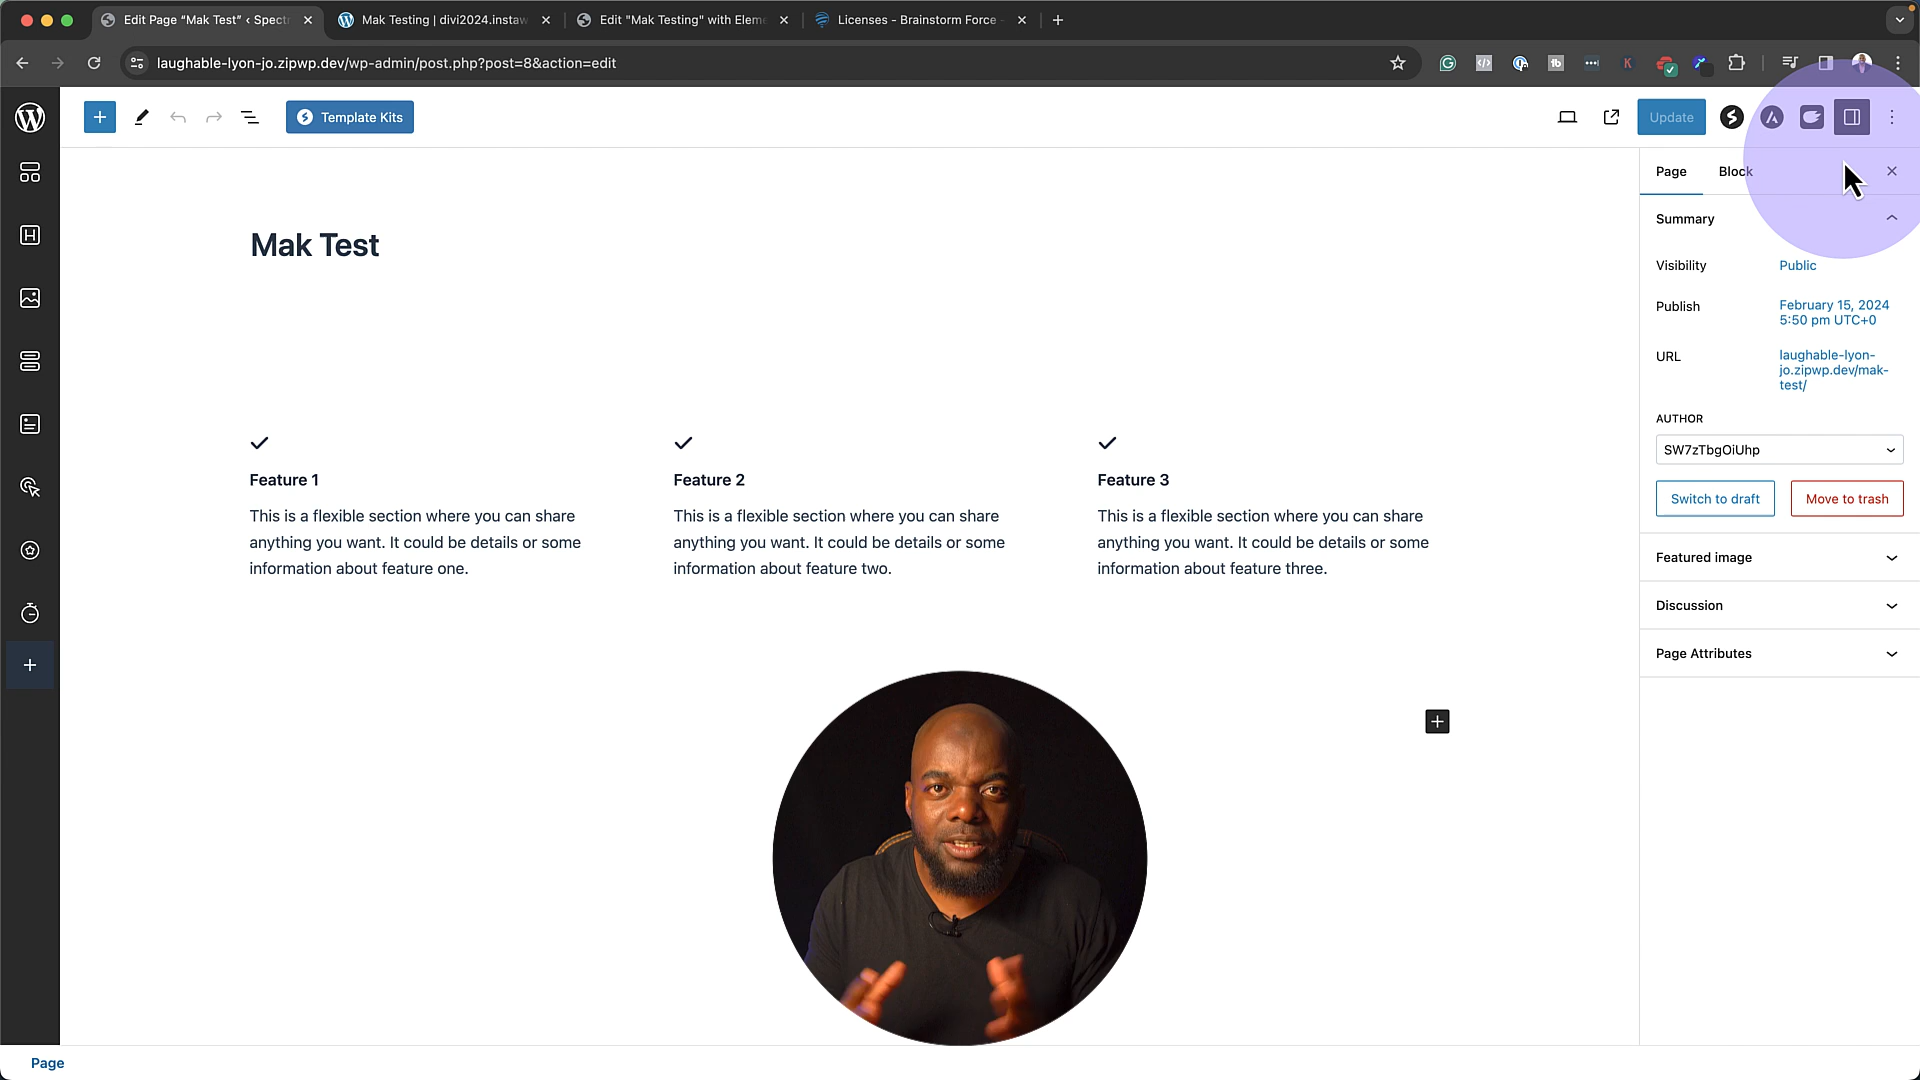 Edit Page “Mak Test” ‹ Spectr
Mak Testing | divi2024.instaw
Edit "Mak Testing" with Eleme
Licenses - Brainstorm Force -
laughable-lyon-jo.zipwp.dev/wp-admin/post.php?post=8&action=edit
Template Kits
Update
Page
Block
Summary
Visibility
Public
Publish
February 15, 2024
5:50 pm UTC+0
URL
laughable-lyon-
jo.zipwp.dev/mak-
test/
AUTHOR
SW7zTbgOiUhp
Switch to draft
Move to trash
Featured image
Discussion
Page Attributes
Mak Test
Feature 1
This is a flexible section where you can share
anything you want. It could be details or some
information about feature one.
Feature 2
This is a flexible section where you can share
anything you want. It could be details or some
information about feature two.
Feature 3
This is a flexible section where you can share
anything you want. It could be details or some
information about feature three.
Page